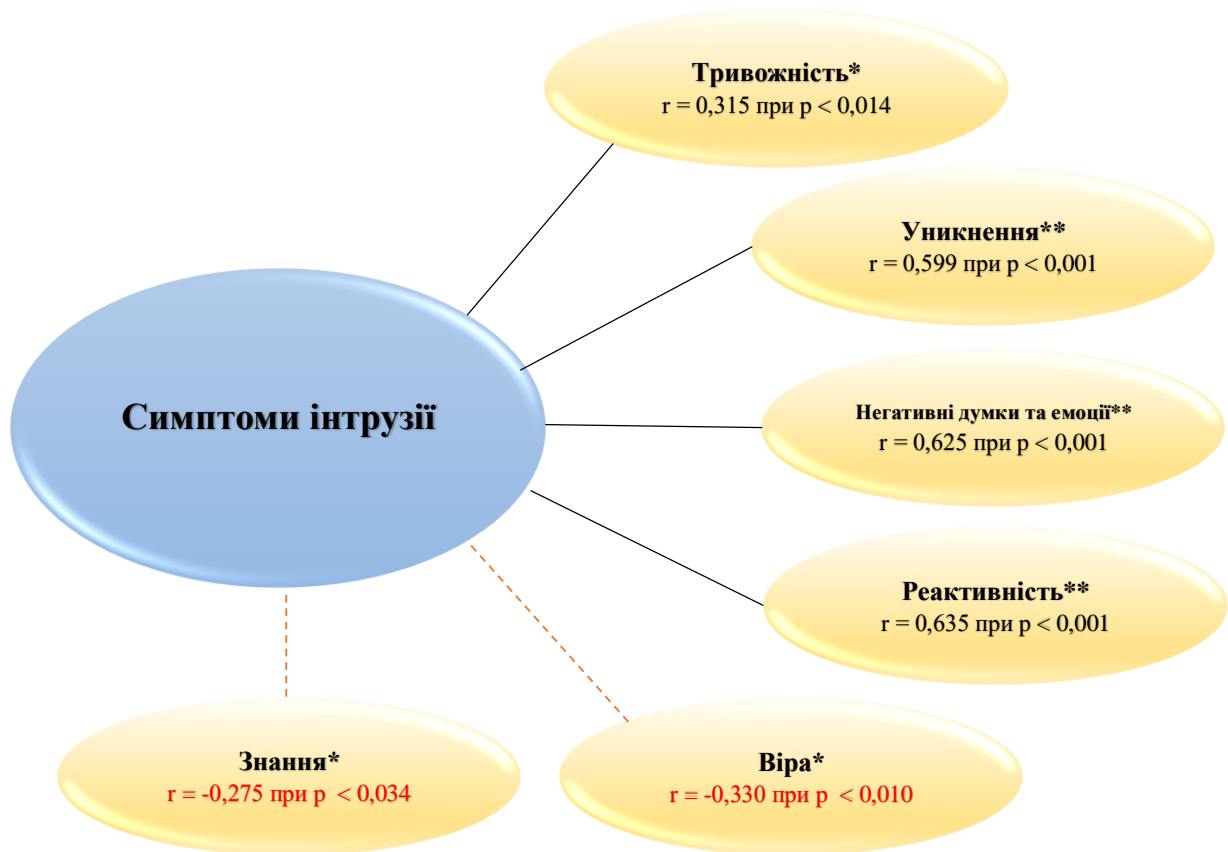 Тривожність*
r = 0,315 при p < 0,014
Уникнення**
r = 0,599 при p < 0,001
Симптоми інтрузії
Негативні думки та емоції**
r = 0,625 при p < 0,001
Реактивність**
r = 0,635 при p < 0,001
Знання*
r = -0,275 при p < 0,034
Віра*
r = -0,330 при p < 0,010